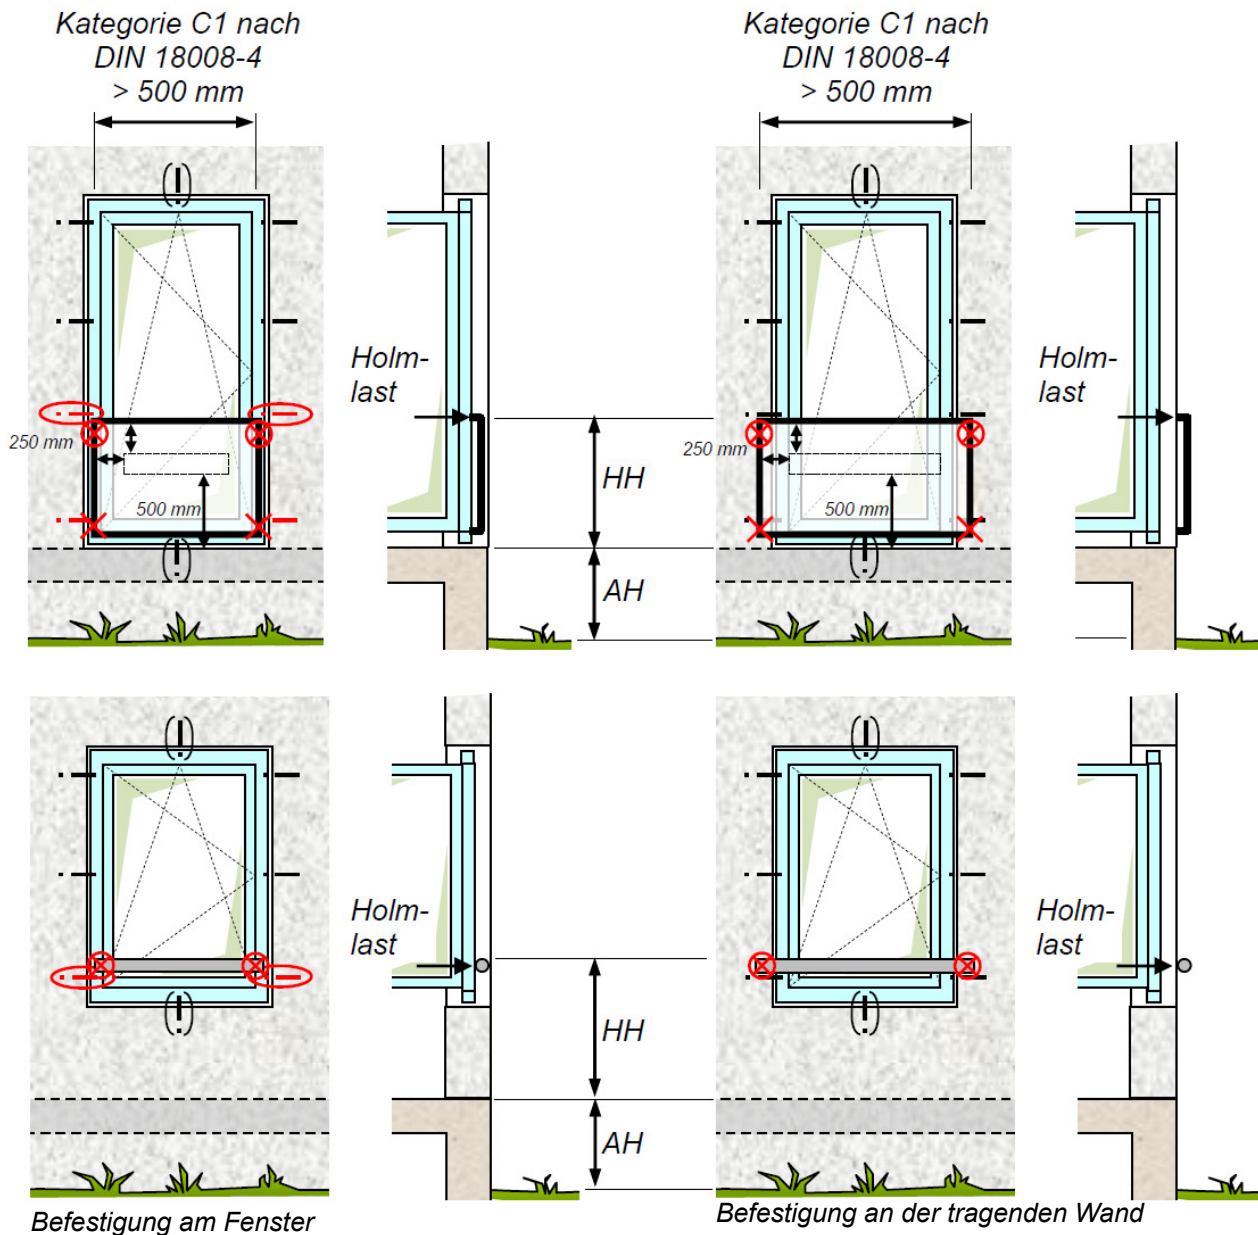 Kategorie C1 nach
DIN 18008-4
> 500 mm
Kategorie C1 nach
DIN 18008-4
> 500 mm
Holm-
last
250 mm
500 mm
HH
AH
Holm-
last
250 mm
500 mm
Holm-
last
HH
AH
Holm-
last
Befestigung am Fenster
Befestigung an der tragenden Wand